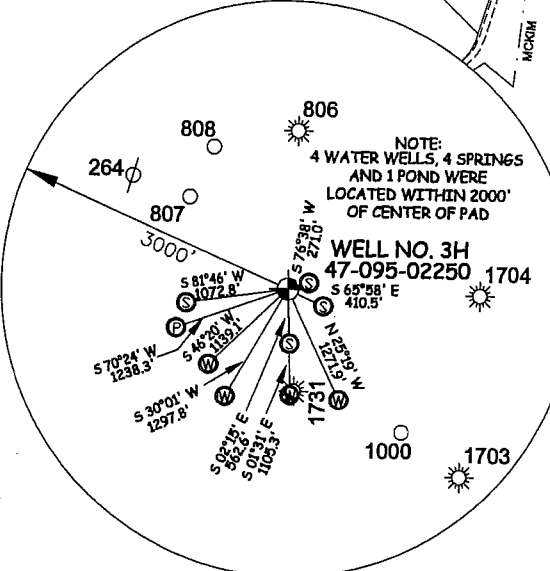 MCKIM
806
808
NOTE:
4 WATER WELLS, 4 SPRINGS
AND 1 POND WERE
LOCATED WITHIN 2000'
OF CENTER OF PAD
264
807
3000'
S 76°38' W
271.0'
WELL NO. 3H
47-095-02250
1704
S 81°46' W
1072.8'
S
S 65°58' E
410.5'
S
S
P
S 70°24' W
1238.3'
S 46°20' W
1139.1'
S
N 25°19' W
1271.9'
W
S 30°01' W
1297.8'
W
W
W
1731
S 02°15' E
562.6'
S 01°31' E
1105.3'
1000
1703